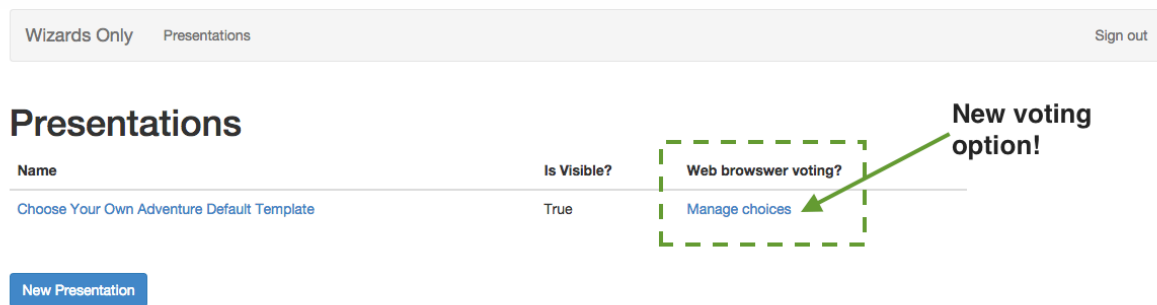 Wizards Only Presentations Sign out
Presentations
New voting
option!
Name Is Visible? Web browswer voting?
Choose Your Own Adventure Default Template True Manage choices
New Presentation